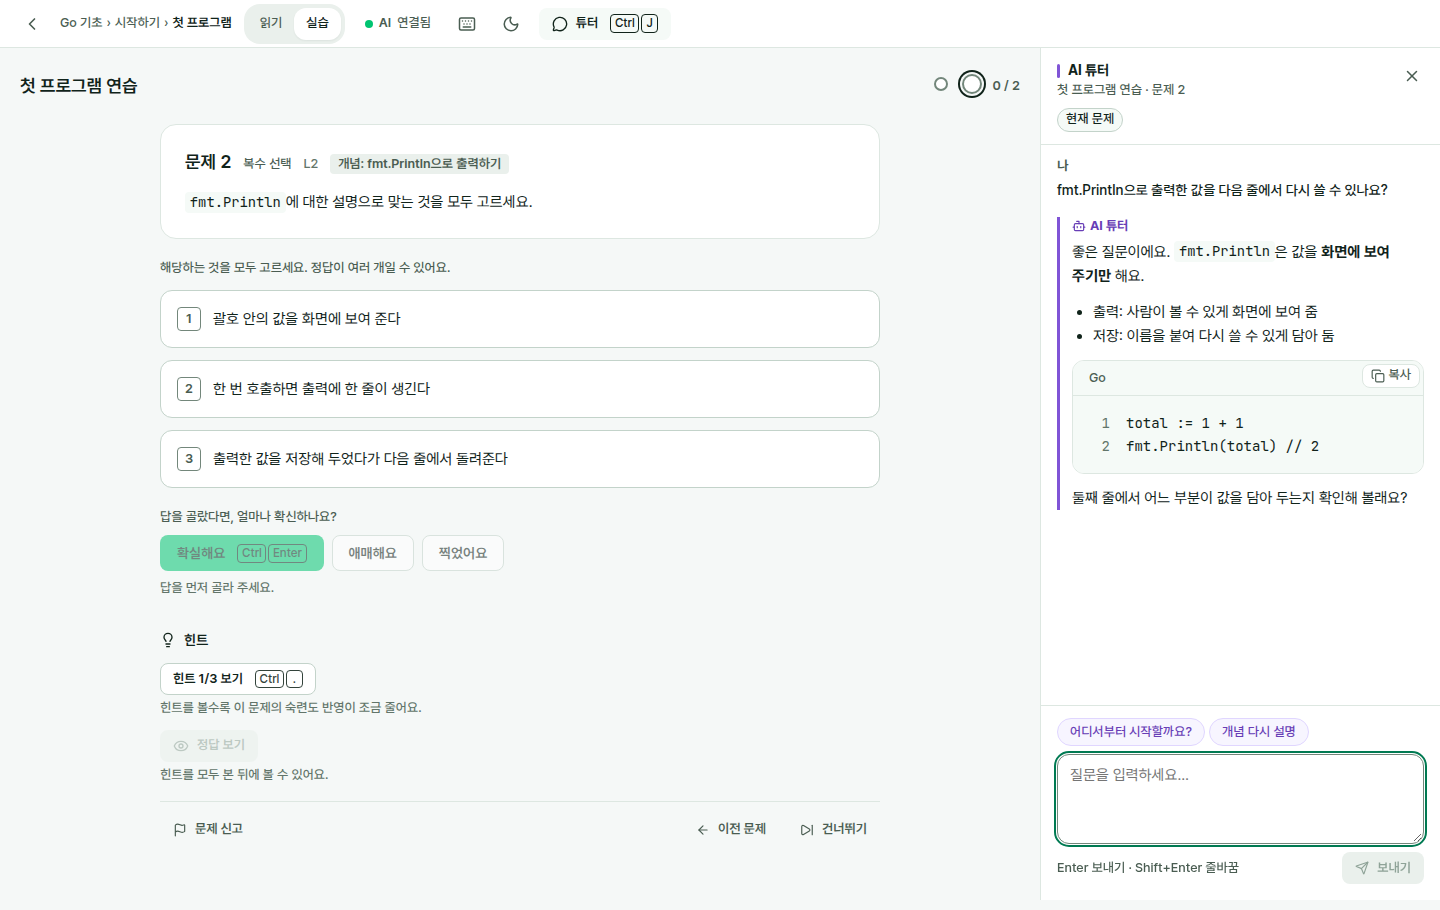 Go 기초 › 시작하기 › 첫 프로그램
읽기 실습
AI 연결됨
튜터 Ctrl J
첫 프로그램 연습
0 / 2
문제 2 복수 선택 L2 개념: fmt.Println으로 출력하기
fmt.Println에 대한 설명으로 맞는 것을 모두 고르세요.
해당하는 것을 모두 고르세요. 정답이 여러 개일 수 있어요.
1 괄호 안의 값을 화면에 보여 준다
2 한 번 호출하면 출력에 한 줄이 생긴다
3 출력한 값을 저장해 두었다가 다음 줄에서 돌려준다
답을 골랐다면, 얼마나 확신하나요?
확실해요 Ctrl Enter 애매해요 찍었어요
답을 먼저 골라 주세요.
힌트
힌트 1/3 보기 Ctrl .
힌트를 볼수록 이 문제의 숙련도 반영이 조금 줄어요.
정답 보기
힌트를 모두 본 뒤에 볼 수 있어요.
문제 신고 이전 문제 건너뛰기
AI 튜터
첫 프로그램 연습 · 문제 2
현재 문제
나
fmt.Println으로 출력한 값을 다음 줄에서 다시 쓸 수 있나요?
AI 튜터
좋은 질문이에요. fmt.Println은 값을 화면에 보여
주기만 해요.
• 출력: 사람이 볼 수 있게 화면에 보여 줌
• 저장: 이름을 붙여 다시 쓸 수 있게 담아 둠
Go 복사
1 total := 1 + 1
2 fmt.Println(total) // 2
둘째 줄에서 어느 부분이 값을 담아 두는지 확인해 볼래요?
어디서부터 시작할까요? 개념 다시 설명
질문을 입력하세요...
Enter 보내기 · Shift+Enter 줄바꿈 보내기